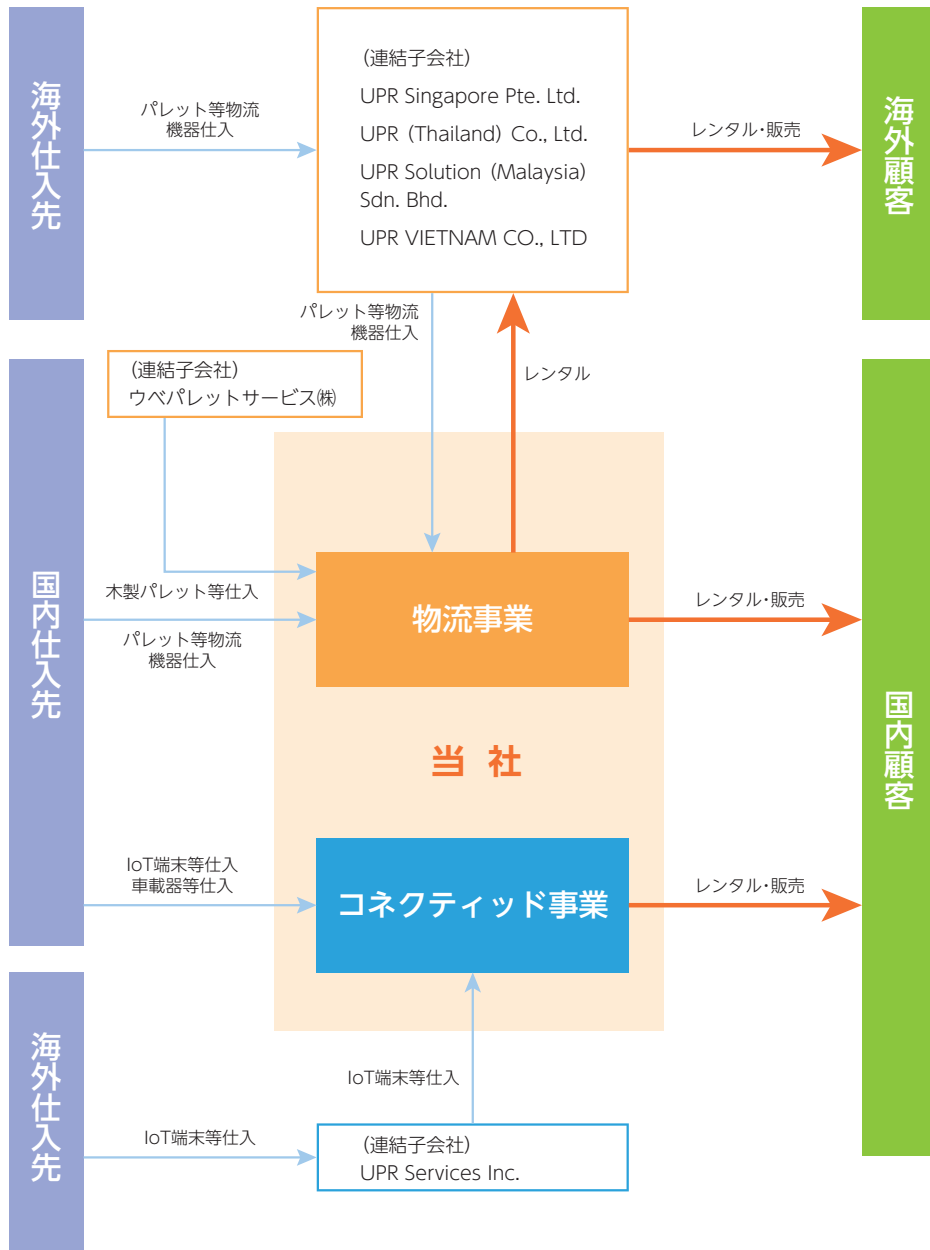 海外仕入先
パレット等物流
機器仕入
(連結子会社)
UPR Singapore Pte. Ltd.
UPR (Thailand) Co., Ltd.
UPR Solution (Malaysia)
Sdn. Bhd.
UPR VIETNAM CO., LTD
レンタル・販売
海外顧客
パレット等物流
機器仕入
レンタル
(連結子会社)
ウベパレットサービス㈱
国内仕入先
木製パレット等仕入
パレット等物流
機器仕入
物流事業
レンタル・販売
国内顧客
当 社
IoT端末等仕入
車載器等仕入
コネクティッド事業
レンタル・販売
海外仕入先
IoT端末等仕入
IoT端末等仕入
(連結子会社)
UPR Services Inc.